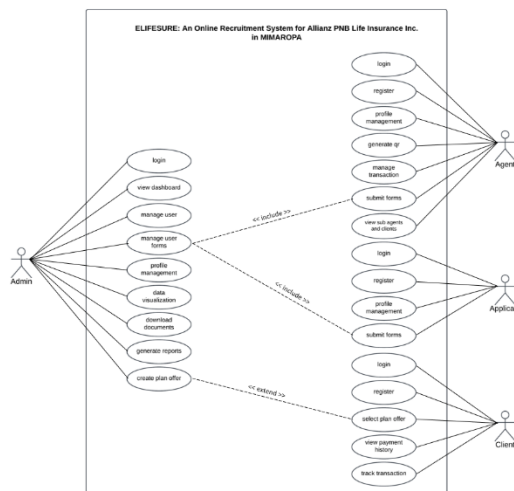 ELIFESURE: An Online Recruitment System for Allianz PNB Life Insurance Inc.
in MIMAROPA
login
view dashboard
manage user
manage user
forms
profile
management
data
visualization
download
documents
generate reports
create plan offer
Admin
<< include >>
<< include >>
<< extend >>
login
register
profile
management
generate qr
manage
transaction
submit forms
view sub agents
and clients
Agent
login
register
profile
management
submit forms
Applica
login
register
select plan offer
view payment
history
track transaction
Client